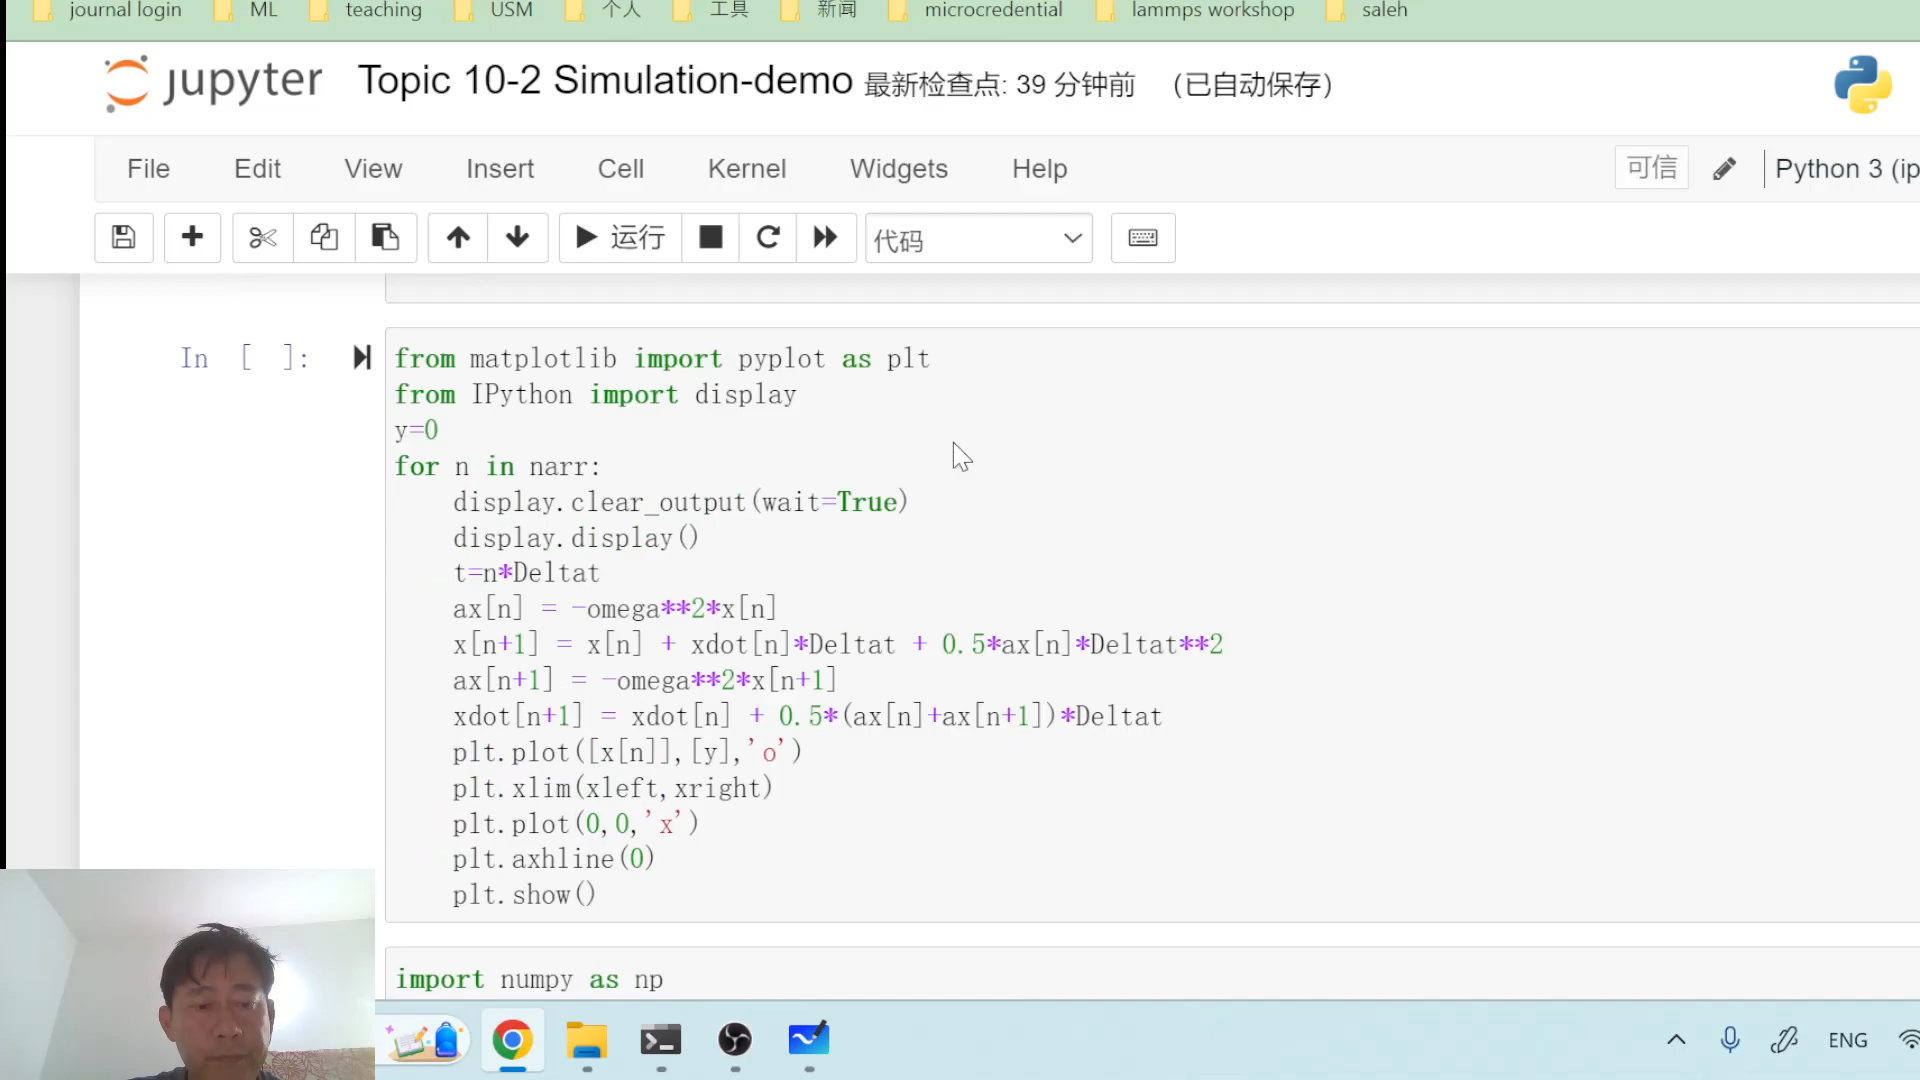 journal login ML teaching USM 个人 工具 新闻 microcredential lammps workshop saleh
jupyter Topic 10-2 Simulation-demo 最新检查点: 39 分钟前 (已自动保存)
File Edit View Insert Cell Kernel Widgets Help 可信 Python 3 (ip
运行 代码
In [ ]:
from matplotlib import pyplot as plt
from IPython import display
y=0
for n in narr:
    display.clear_output(wait=True)
    display.display()
    t=n*Deltat
    ax[n] = -omega**2*x[n]
    x[n+1] = x[n] + xdot[n]*Deltat + 0.5*ax[n]*Deltat**2
    ax[n+1] = -omega**2*x[n+1]
    xdot[n+1] = xdot[n] + 0.5*(ax[n]+ax[n+1])*Deltat
    plt.plot([x[n]],[y],'o')
    plt.xlim(xleft,xright)
    plt.plot(0,0,'x')
    plt.axhline(0)
    plt.show()
import numpy as np
ENG